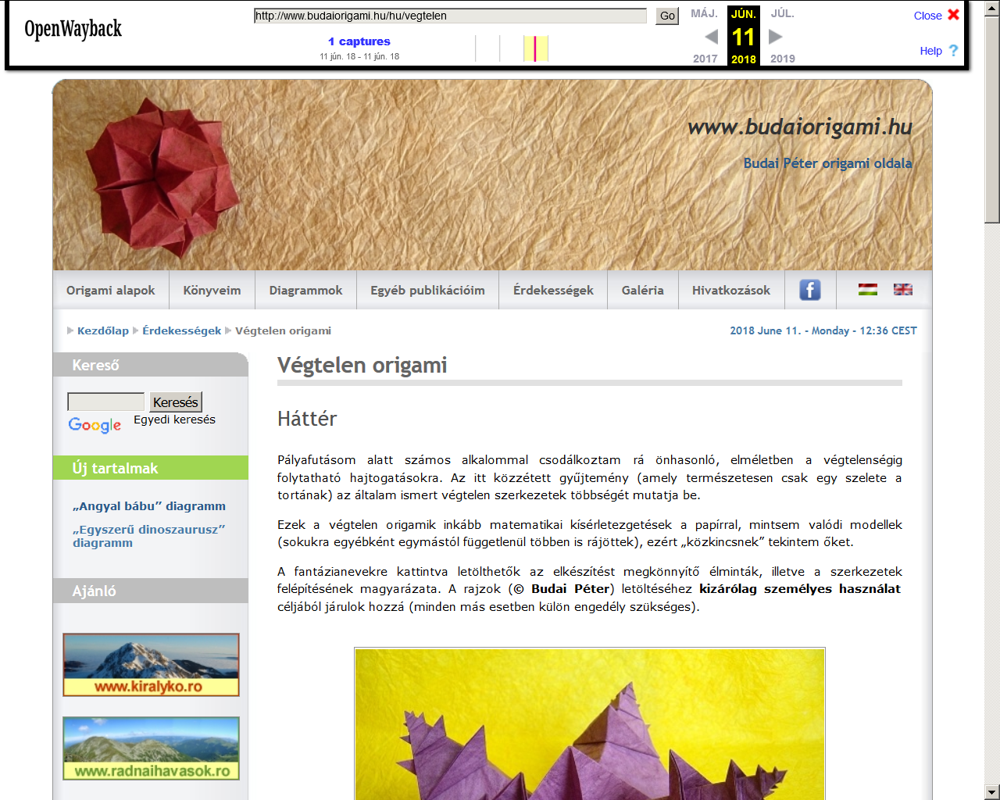 OpenWayback
http://www.budaiorigami.hu/hu/vegtelen
Go
1 captures
11 jún. 18 - 11 jún. 18
MÁJ. JÚN. JÚL.
11
2017 2018 2019
Close
Help ?
www.budaiorigami.hu
Budai Péter origami oldala
Origami alapok Könyveim Diagrammok Egyéb publikációim Érdekességek Galéria Hivatkozások f
Kezdőlap Érdekességek Végtelen origami
2018 June 11. - Monday - 12:36 CEST
Kereső
Keresés
Google Egyedi keresés
Új tartalmak
„Angyal bábu” diagramm
„Egyszerű dinoszaurusz”
diagramm
Ajánló
www.kiralyko.ro
www.radnaihavasok.ro
Végtelen origami
Háttér
Pályafutásom alatt számos alkalommal csodálkoztam rá önhasonló, elméletben a végtelenségig
folytatható hajtogatásokra. Az itt közzétett gyűjtemény (amely természetesen csak egy szelete a
tortának) az általam ismert végtelen szerkezetek többségét mutatja be.
Ezek a végtelen origamik inkább matematikai kísérletezgetések a papírral, mintsem valódi modellek
(sokukra egyébként egymástól függetlenül többen is rájöttek), ezért „közkincsnek” tekintem őket.
A fantázianevekre kattintva letölthetők az elkészítést megkönnyítő élminták, illetve a szerkezetek
felépítésének magyarázata. A rajzok (© Budai Péter) letöltéséhez kizárólag személyes használat
céljából járulok hozzá (minden más esetben külön engedély szükséges).